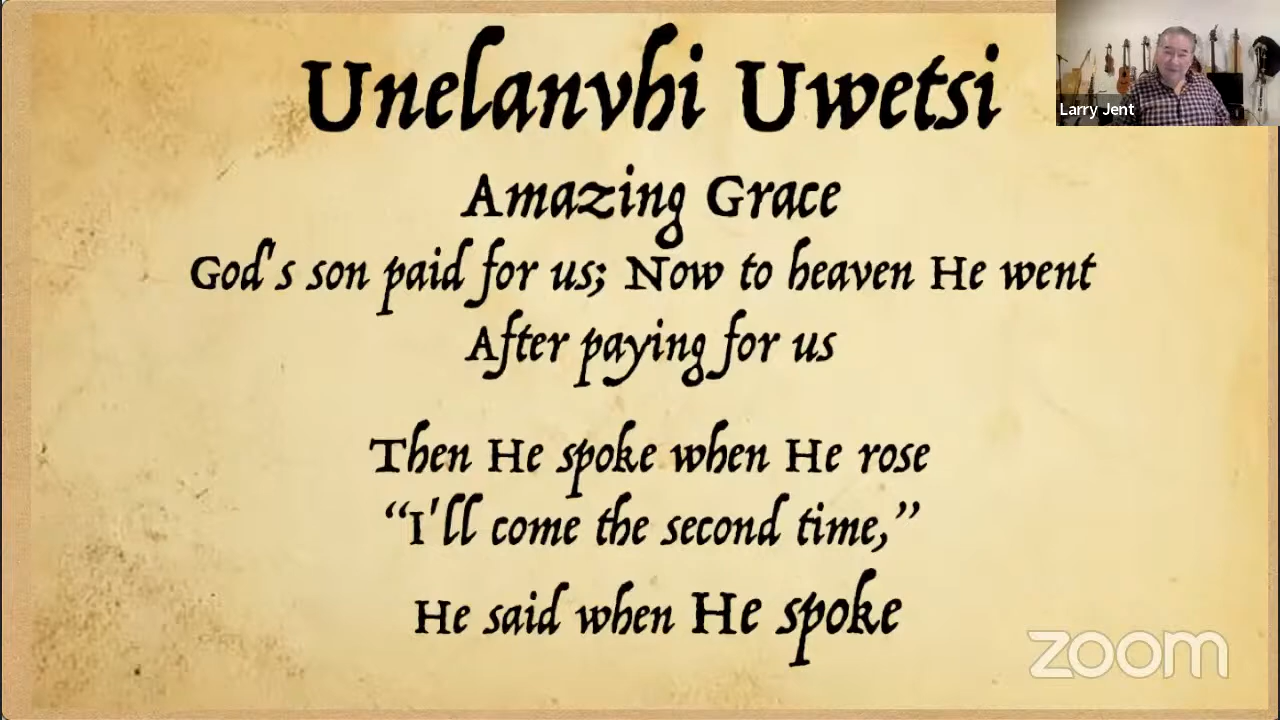 Unelanvhi Uwetsi
Larry Jent
Amazing Grace
God's son paid for us; Now to heaven He went
After paying for us
Then He spoke when He rose
“I'll come the second time,”
He said when He spoke
zoom